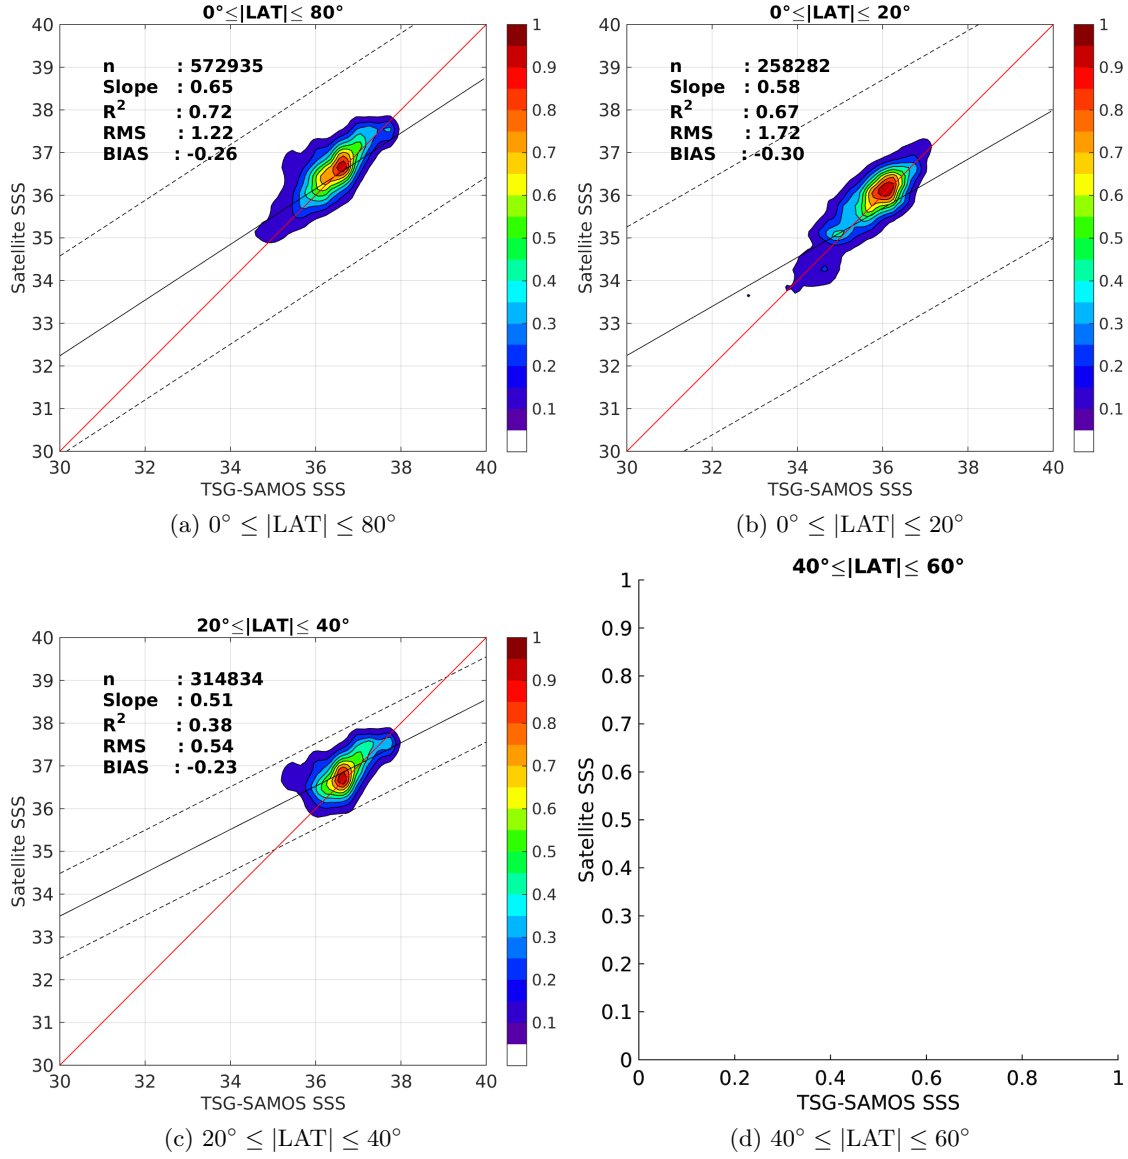 0°≤|LAT|≤ 80°
n : 572935
Slope : 0.65
R² : 0.72
RMS : 1.22
BIAS : -0.26
40
39
38
37
36
35
34
33
32
31
30
30 32 34 36 38 40
Satellite SSS
TSG-SAMOS SSS
1
0.9
0.8
0.7
0.6
0.5
0.4
0.3
0.2
0.1
(a) 0° ≤ |LAT| ≤ 80°
0°≤|LAT|≤ 20°
n : 258282
Slope : 0.58
R² : 0.67
RMS : 1.72
BIAS : -0.30
40
39
38
37
36
35
34
33
32
31
30
30 32 34 36 38 40
Satellite SSS
TSG-SAMOS SSS
1
0.9
0.8
0.7
0.6
0.5
0.4
0.3
0.2
0.1
(b) 0° ≤ |LAT| ≤ 20°
20°≤|LAT|≤ 40°
n : 314834
Slope : 0.51
R² : 0.38
RMS : 0.54
BIAS : -0.23
40
39
38
37
36
35
34
33
32
31
30
30 32 34 36 38 40
Satellite SSS
TSG-SAMOS SSS
1
0.9
0.8
0.7
0.6
0.5
0.4
0.3
0.2
0.1
(c) 20° ≤ |LAT| ≤ 40°
40°≤|LAT|≤ 60°
1
0.9
0.8
0.7
0.6
0.5
0.4
0.3
0.2
0.1
0
0 0.2 0.4 0.6 0.8 1
Satellite SSS
TSG-SAMOS SSS
(d) 40° ≤ |LAT| ≤ 60°